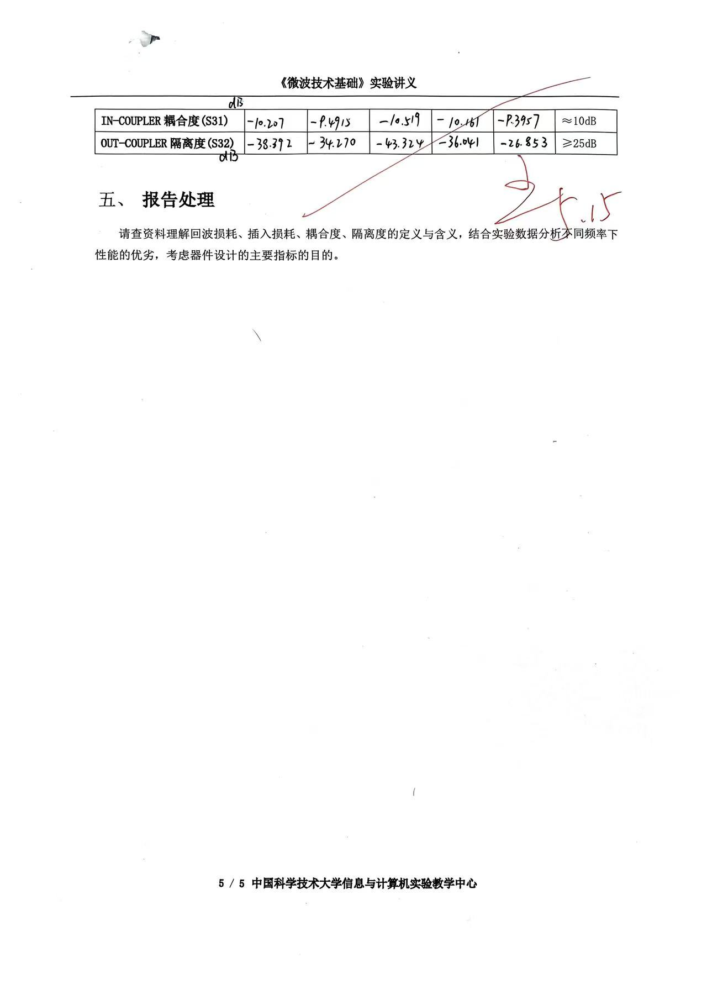 《微波技术基础》实验讲义
dB
IN-COUPLER 耦合度(S31) -10.207 -9.4915 -10.519 -10.161 -9.3957 ≈10dB
OUT-COUPLER 隔离度(S32) -38.392 -34.270 -43.324 -36.041 -26.853 ≥25dB
dB
5.15
五、 报告处理
请查资料理解回波损耗、插入损耗、耦合度、隔离度的定义与含义，结合实验数据分析不同频率下
性能的优劣，考虑器件设计的主要指标的目的。
5 / 5 中国科学技术大学信息与计算机实验教学中心